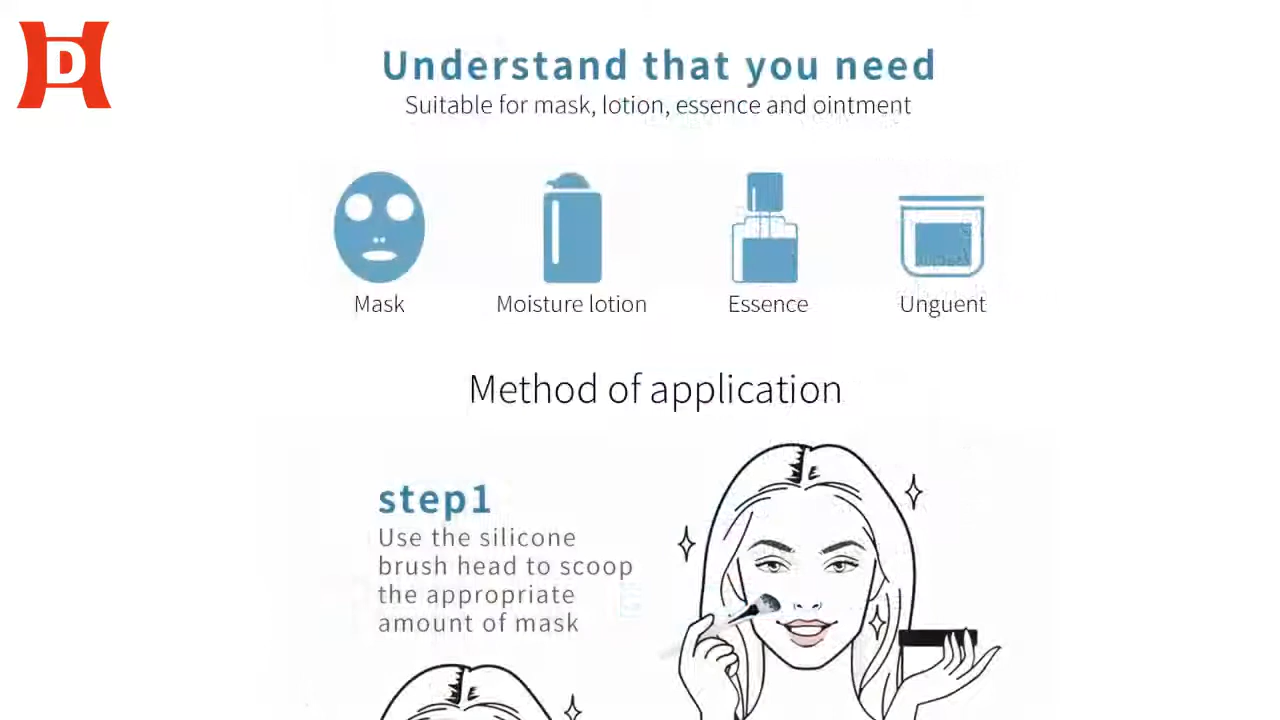 D
Understand that you need
Suitable for mask, lotion, essence and ointment
Mask
Moisture lotion
Essence
Unguent
Method of application
step1
Use the silicone
brush head to scoop
the appropriate
amount of mask